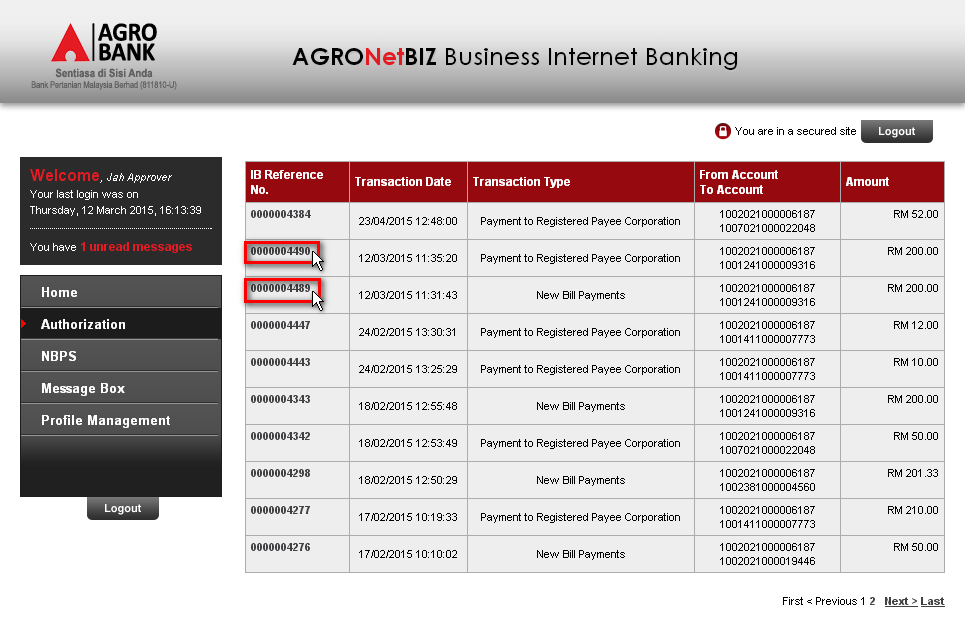 AGRO
BANK
Sentiasa di Sisi Anda
Bank Pertanian Malaysia Berhad (811810-U)
AGRONetBIZ Business Internet Banking
You are in a secured site Logout
Welcome, Jah Approver
Your last login was on
Thursday, 12 March 2015, 16:13:39
You have 1 unread messages
Home
Authorization
NBPS
Message Box
Profile Management
Logout
IB Reference No. Transaction Date Transaction Type From Account To Account Amount
0000004384 23/04/2015 12:48:00 Payment to Registered Payee Corporation 1002021000006187 RM 52.00
1007021000022048
0000004490 12/03/2015 11:35:20 Payment to Registered Payee Corporation 1002021000006187 RM 200.00
1001241000009316
0000004489 12/03/2015 11:31:43 New Bill Payments 1002021000006187 RM 200.00
1001241000009316
0000004447 24/02/2015 13:30:31 Payment to Registered Payee Corporation 1002021000006187 RM 12.00
1001411000007773
0000004443 24/02/2015 13:25:29 Payment to Registered Payee Corporation 1002021000006187 RM 10.00
1001411000007773
0000004343 18/02/2015 12:55:48 New Bill Payments 1002021000006187 RM 200.00
1001241000009316
0000004342 18/02/2015 12:53:49 Payment to Registered Payee Corporation 1002021000006187 RM 50.00
1007021000022048
0000004298 18/02/2015 12:50:29 New Bill Payments 1002021000006187 RM 201.33
1002381000004560
0000004277 17/02/2015 10:19:33 Payment to Registered Payee Corporation 1002021000006187 RM 210.00
1001411000007773
0000004276 17/02/2015 10:10:02 New Bill Payments 1002021000006187 RM 50.00
1002021000019446
First < Previous 1 2 Next > Last